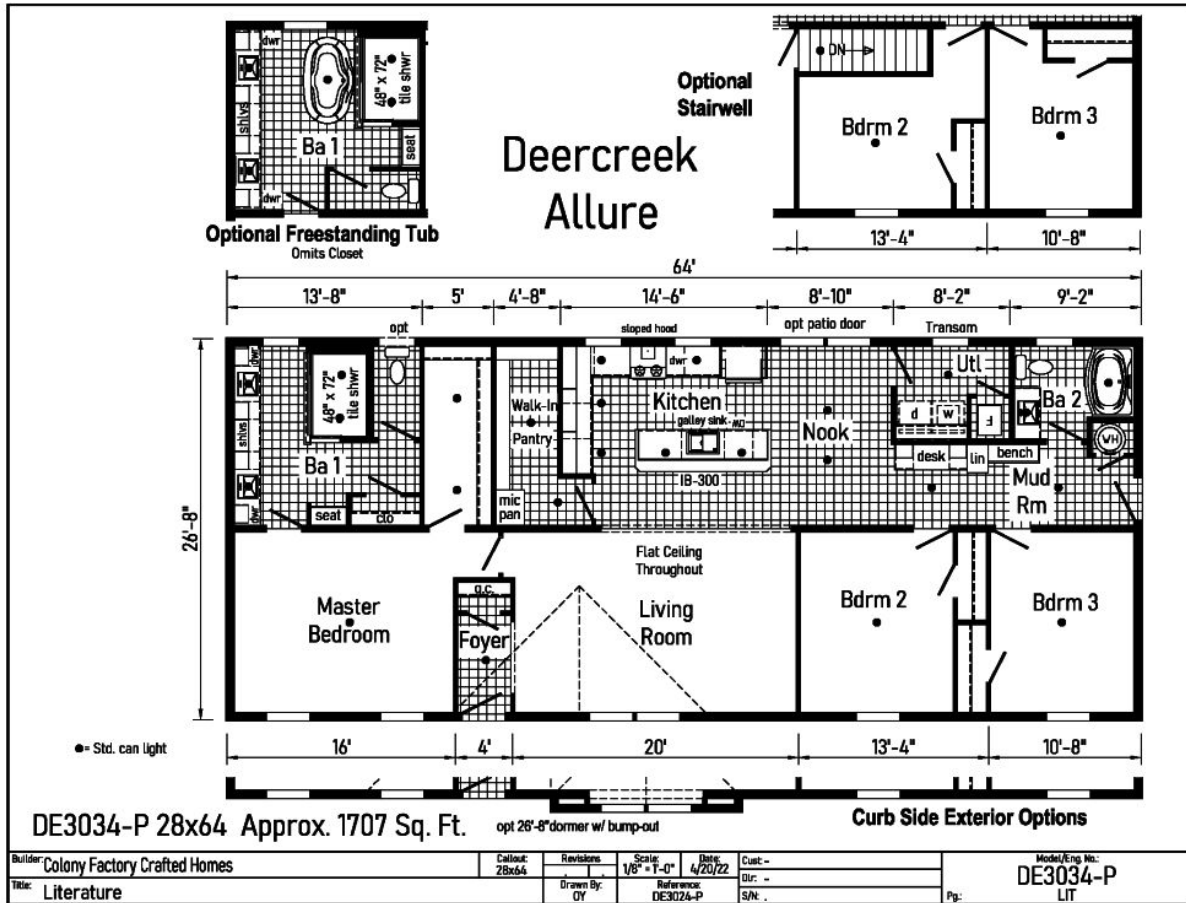 dwr
shlvs
dwr
48" x 72"
tile shwr
Ba 1
seat
Optional Freestanding Tub
Omits Closet
Deercreek
Allure
Optional
Stairwell
DN
Bdrm 2
Bdrm 3
13'-4"
10'-8"
64'
13'-8"
5'
4'-8"
14'-6"
8'-10"
8'-2"
9'-2"
opt
sloped hood
opt patio door
Transom
26'-8"
dwr
shlvs
dwr
48" x 72"
tile shwr
Ba 1
seat
clo
Walk-In
Pantry
mic
pan
dwr
Kitchen
galley sink
MD
IB-300
Nook
Utl
d
w
F
Ba 2
WH
desk
lin
bench
Mud
Rm
Flat Ceiling
Throughout
Master
Bedroom
g.c.
Foyer
Living
Room
Bdrm 2
Bdrm 3
= Std. can light
16'
4'
20'
13'-4"
10'-8"
DE3034-P 28x64 Approx. 1707 Sq. Ft.
opt 26'-8"dormer w/ bump-out
Curb Side Exterior Options
Builder: Colony Factory Crafted Homes
Title: Literature
Callout:
28x64
Revisions
Scale:
1/8" = 1'-0"
Date:
4/20/22
Drawn By:
OY
Reference:
DE3024-P
Cust: -
Dlr: -
S/N: .
Model/Eng. No.:
DE3034-P
Pg.: LIT